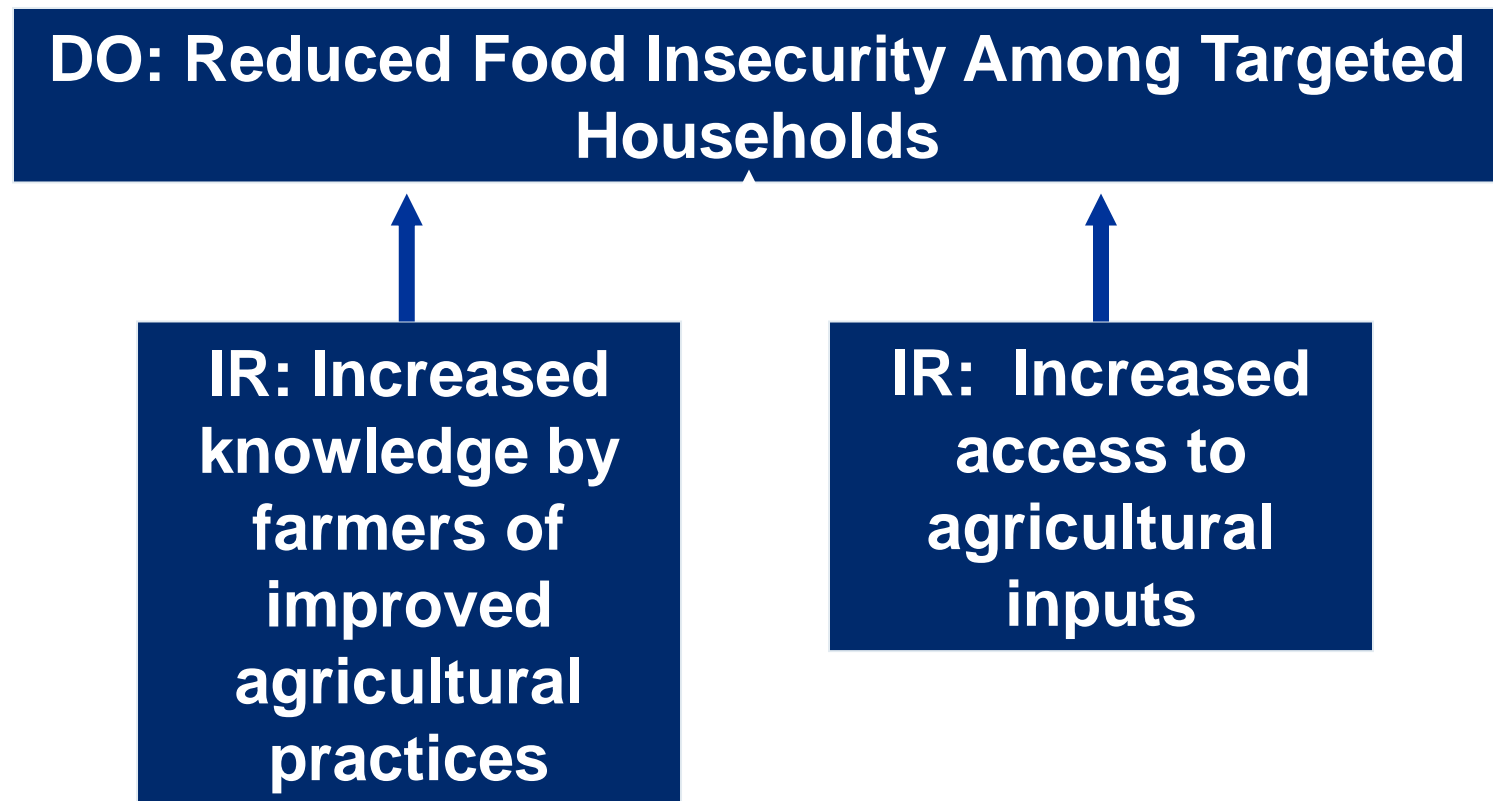 DO: Reduced Food Insecurity Among Targeted
Households
IR: Increased
knowledge by
farmers of
improved
agricultural
practices
IR:  Increased
access to
agricultural
inputs